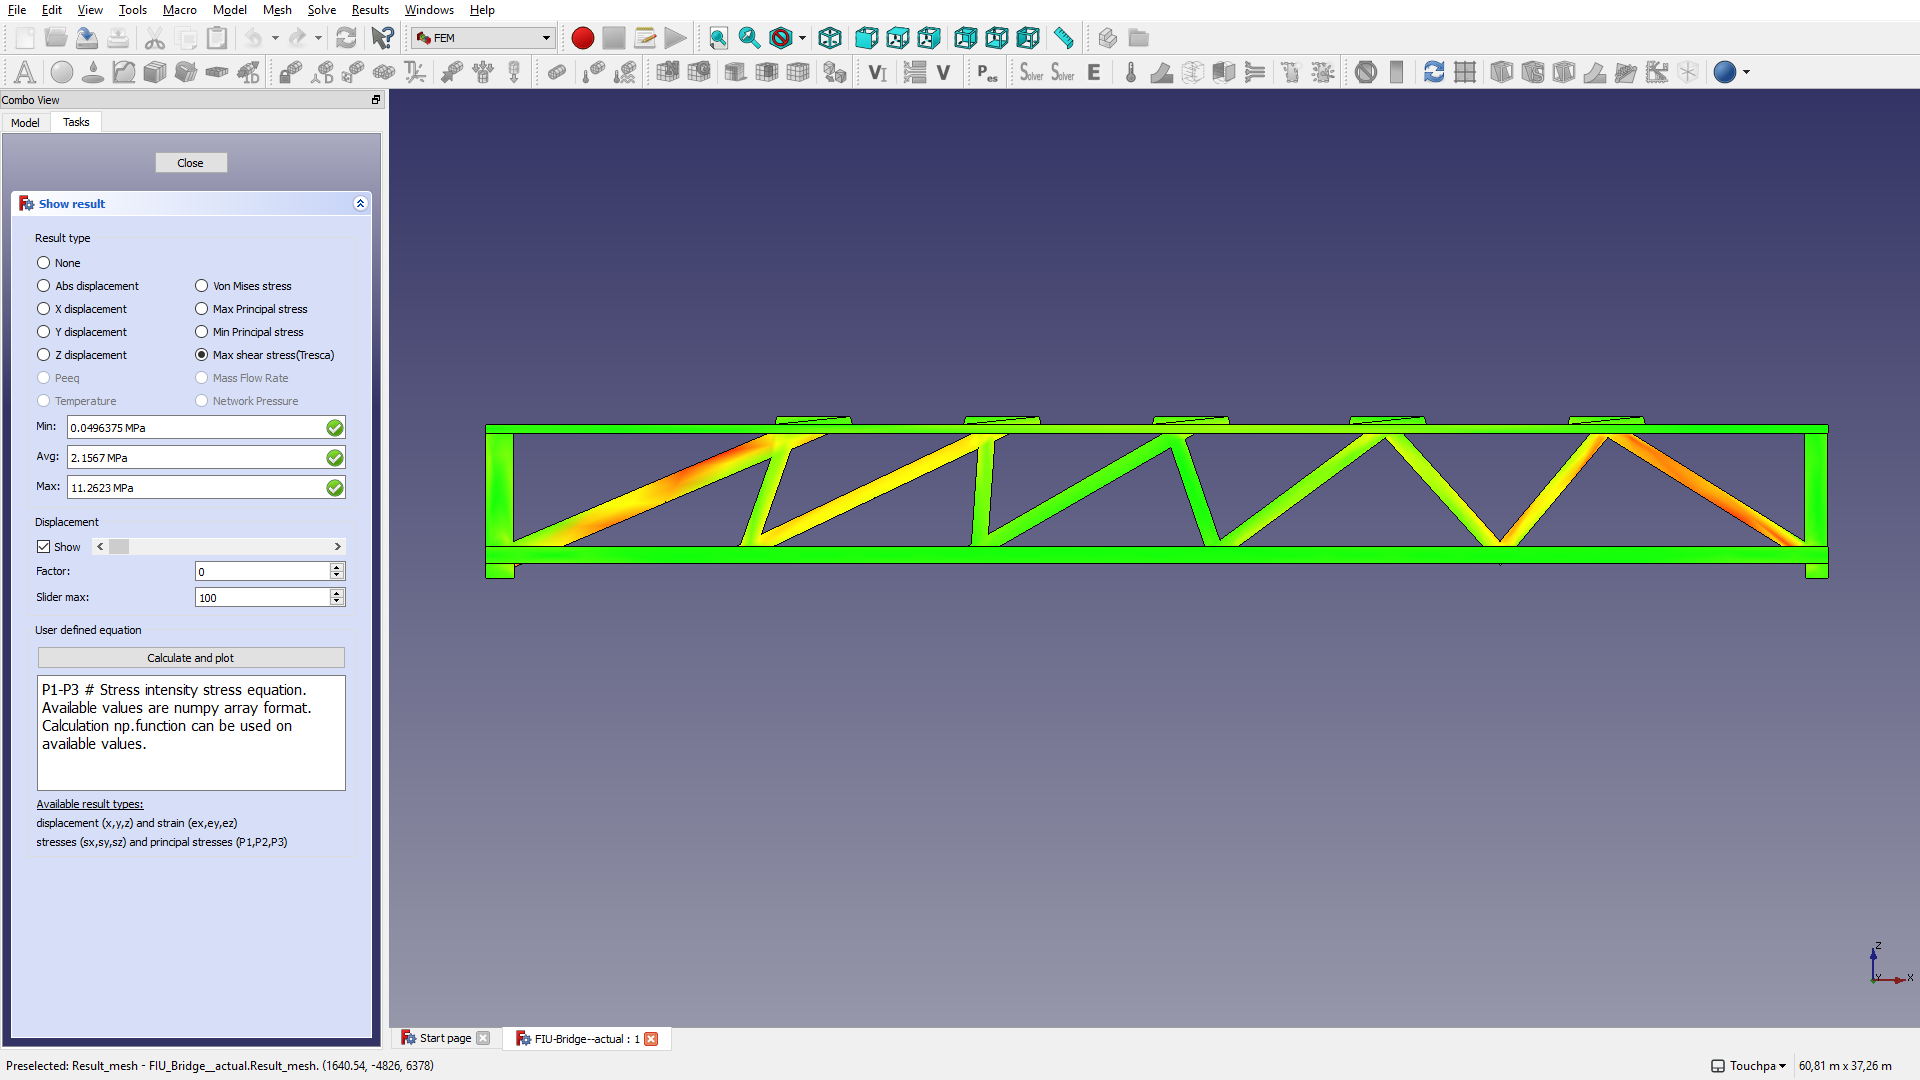 File Edit View Tools Macro Model Mesh Solve Results Windows Help
FEM
A VI V Pes Solver Solver E
Combo View
Model Tasks
Close
Show result
Result type
None
Abs displacement Von Mises stress
X displacement Max Principal stress
Y displacement Min Principal stress
Z displacement Max shear stress(Tresca)
Peeq Mass Flow Rate
Temperature Network Pressure
Min: 0.0496375 MPa
Avg: 2.1567 MPa
Max: 11.2623 MPa
Displacement
Show
Factor: 0
Slider max: 100
User defined equation
Calculate and plot
P1-P3 # Stress intensity stress equation.
Available values are numpy array format.
Calculation np.function can be used on
available values.
Available result types:
displacement (x,y,z) and strain (ex,ey,ez)
stresses (sx,sy,sz) and principal stresses (P1,P2,P3)
Z
Y X
Start page FIU-Bridge--actual : 1
Preselected: Result_mesh - FIU_Bridge__actual.Result_mesh. (1640.54, -4826, 6378) Touchpa 60,81 m x 37,26 m